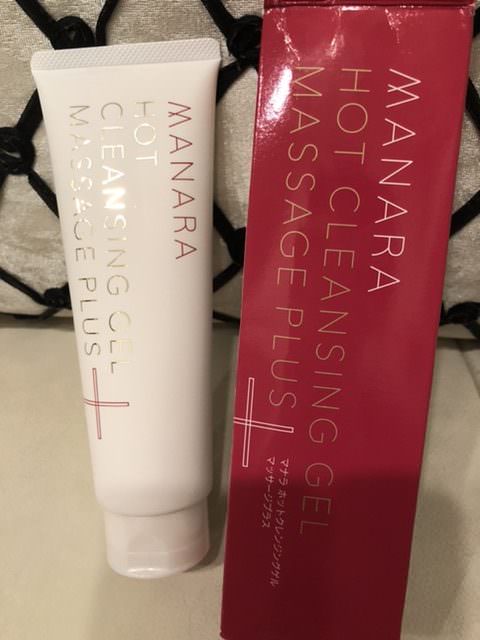 MANARA
HOT
CLEANSING GEL
MASSAGE PLUS
MANARA
HOT CLEANSING GEL
MASSAGE PLUS
マナラ ホットクレンジングゲル
マッサージプラス